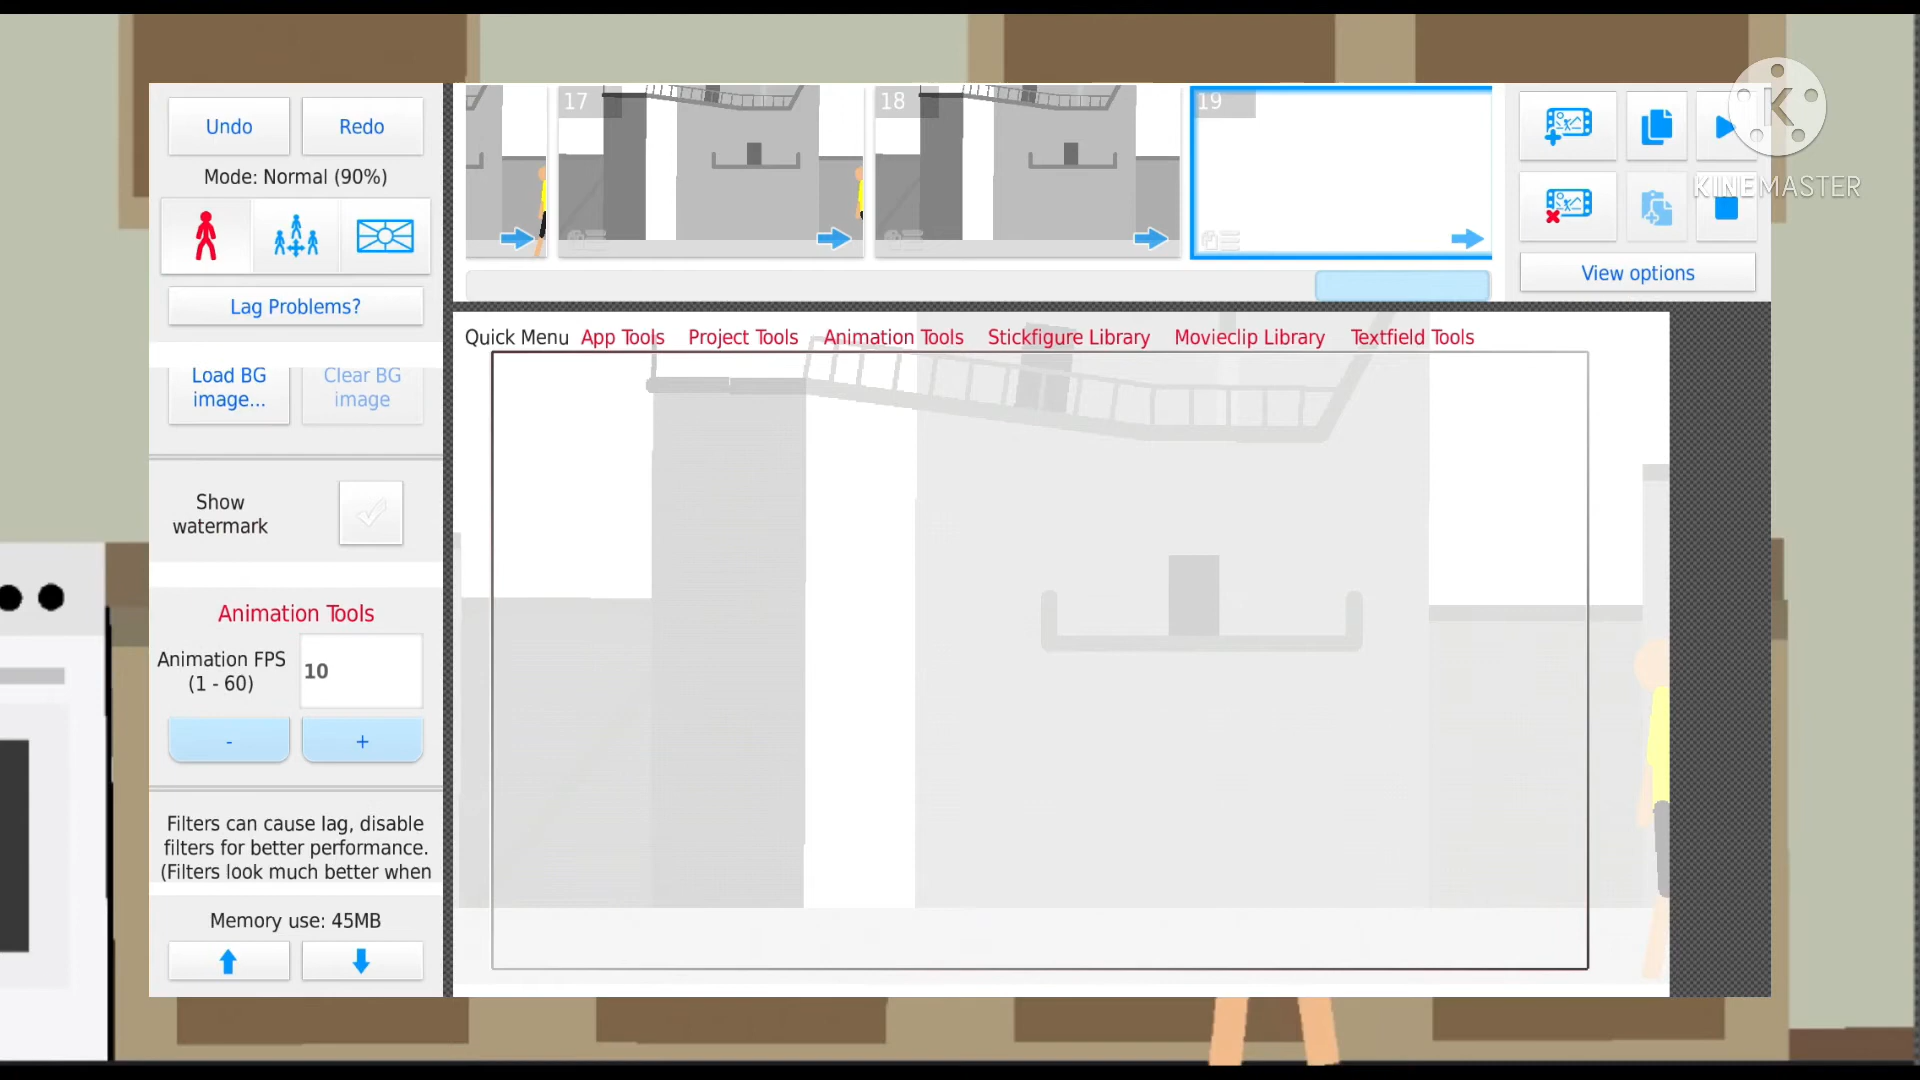 Undo
Redo
Mode: Normal (90%)
Lag Problems?
Load BG
image...
Clear BG
image
Show
watermark
Animation Tools
Animation FPS
(1 - 60)
10
-
+
Filters can cause lag, disable
filters for better performance.
(Filters look much better when
Memory use: 45MB
17
18
19
View options
K
KINEMASTER
Quick Menu
App Tools
Project Tools
Animation Tools
Stickfigure Library
Movieclip Library
Textfield Tools